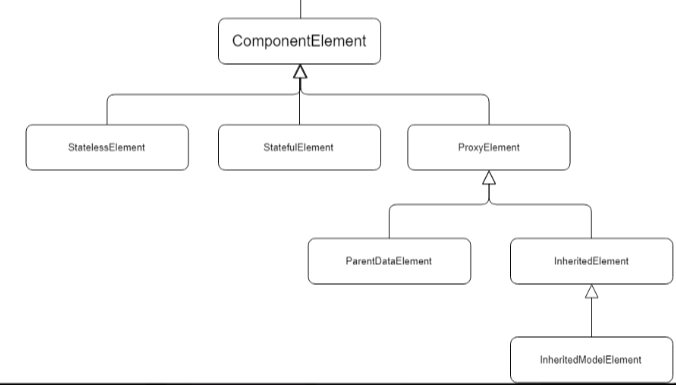 ComponentElement
StatelessElement
StatefulElement
ProxyElement
ParentDataElement
InheritedElement
InheritedModelElement